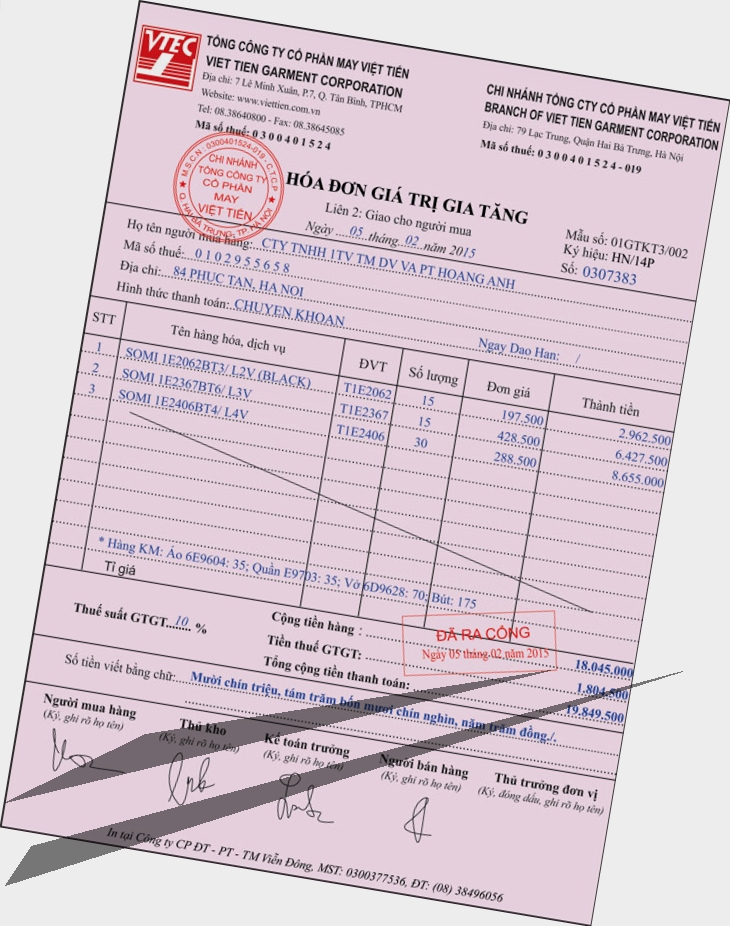 VTEC
TỔNG CÔNG TY CỔ PHẦN MAY VIỆT TIẾN
VIET TIEN GARMENT CORPORATION
Địa chỉ: 7 Lê Minh Xuân, P.7, Q. Tân Bình, TPHCM
Website: www.viettien.com.vn
Tel: 08.38640800 - Fax: 08.38645085
Mã số thuế: 0 3 0 0 4 0 1 5 2 4
CHI NHÁNH TỔNG CTY CỔ PHẦN MAY VIỆT TIẾN
BRANCH OF VIET TIEN GARMENT CORPORATION
Địa chỉ: 79 Lạc Trung, Quận Hai Bà Trưng, Hà Nội
Mã số thuế: 0 3 0 0 4 0 1 5 2 4 - 019
M.S.C.N: 0300401524-019-C.T.C.P
CHI NHÁNH
TỔNG CÔNG TY
CỔ PHẦN
MAY
VIỆT TIẾN
Q HAI BÀ TRƯNG, TP. HÀ NỘI
HÓA ĐƠN GIÁ TRỊ GIA TĂNG
Liên 2: Giao cho người mua
Ngày .....05..tháng..02..năm 2015
Mẫu số: 01GTKT3/002
Ký hiệu: HN/14P
Số: 0307383
Họ tên người mua hàng: CTY TNHH 1TV TM DV VA PT HOANG ANH
Mã số thuế: 0 1 0 2 9 5 5 6 5 8
Địa chỉ: 84 PHUC TAN, HA NOI
Hình thức thanh toán: CHUYEN KHOAN Ngay Dao Han: /
STT Tên hàng hóa, dịch vụ ĐVT Số lượng Đơn giá Thành tiền
1 SOMI 1E2062BT3/ L2V (BLACK) T1E2062 15 197.500 2.962.500
2 SOMI 1E2367BT6/ L3V T1E2367 15 428.500 6.427.500
3 SOMI 1E2406BT4/ L4V T1E2406 30 288.500 8.655.000
* Hàng KM: Áo 6E9604: 35; Quần E9703: 35; Vớ 6D9628: 70; Bút: 175
Tỉ giá
Cộng tiền hàng : 18.045.000
Thuế suất GTGT......10 % Tiền thuế GTGT: 1.804.500
Tổng cộng tiền thanh toán: 19.849.500
ĐÃ RA CÔNG
Ngày 05 tháng 02 năm 2015
Số tiền viết bằng chữ: Mười chín triệu, tám trăm bốn mươi chín nghìn, năm trăm đồng./.
Người mua hàng Thủ kho Kế toán trưởng Người bán hàng Thủ trưởng đơn vị
(Ký, ghi rõ họ tên) (Ký, ghi rõ họ tên) (Ký, ghi rõ họ tên) (Ký, ghi rõ họ tên) (Ký, đóng dấu, ghi rõ họ tên)
In tại Công ty CP ĐT - PT - TM Viễn Đông, MST: 0300377536, ĐT: (08) 38496056